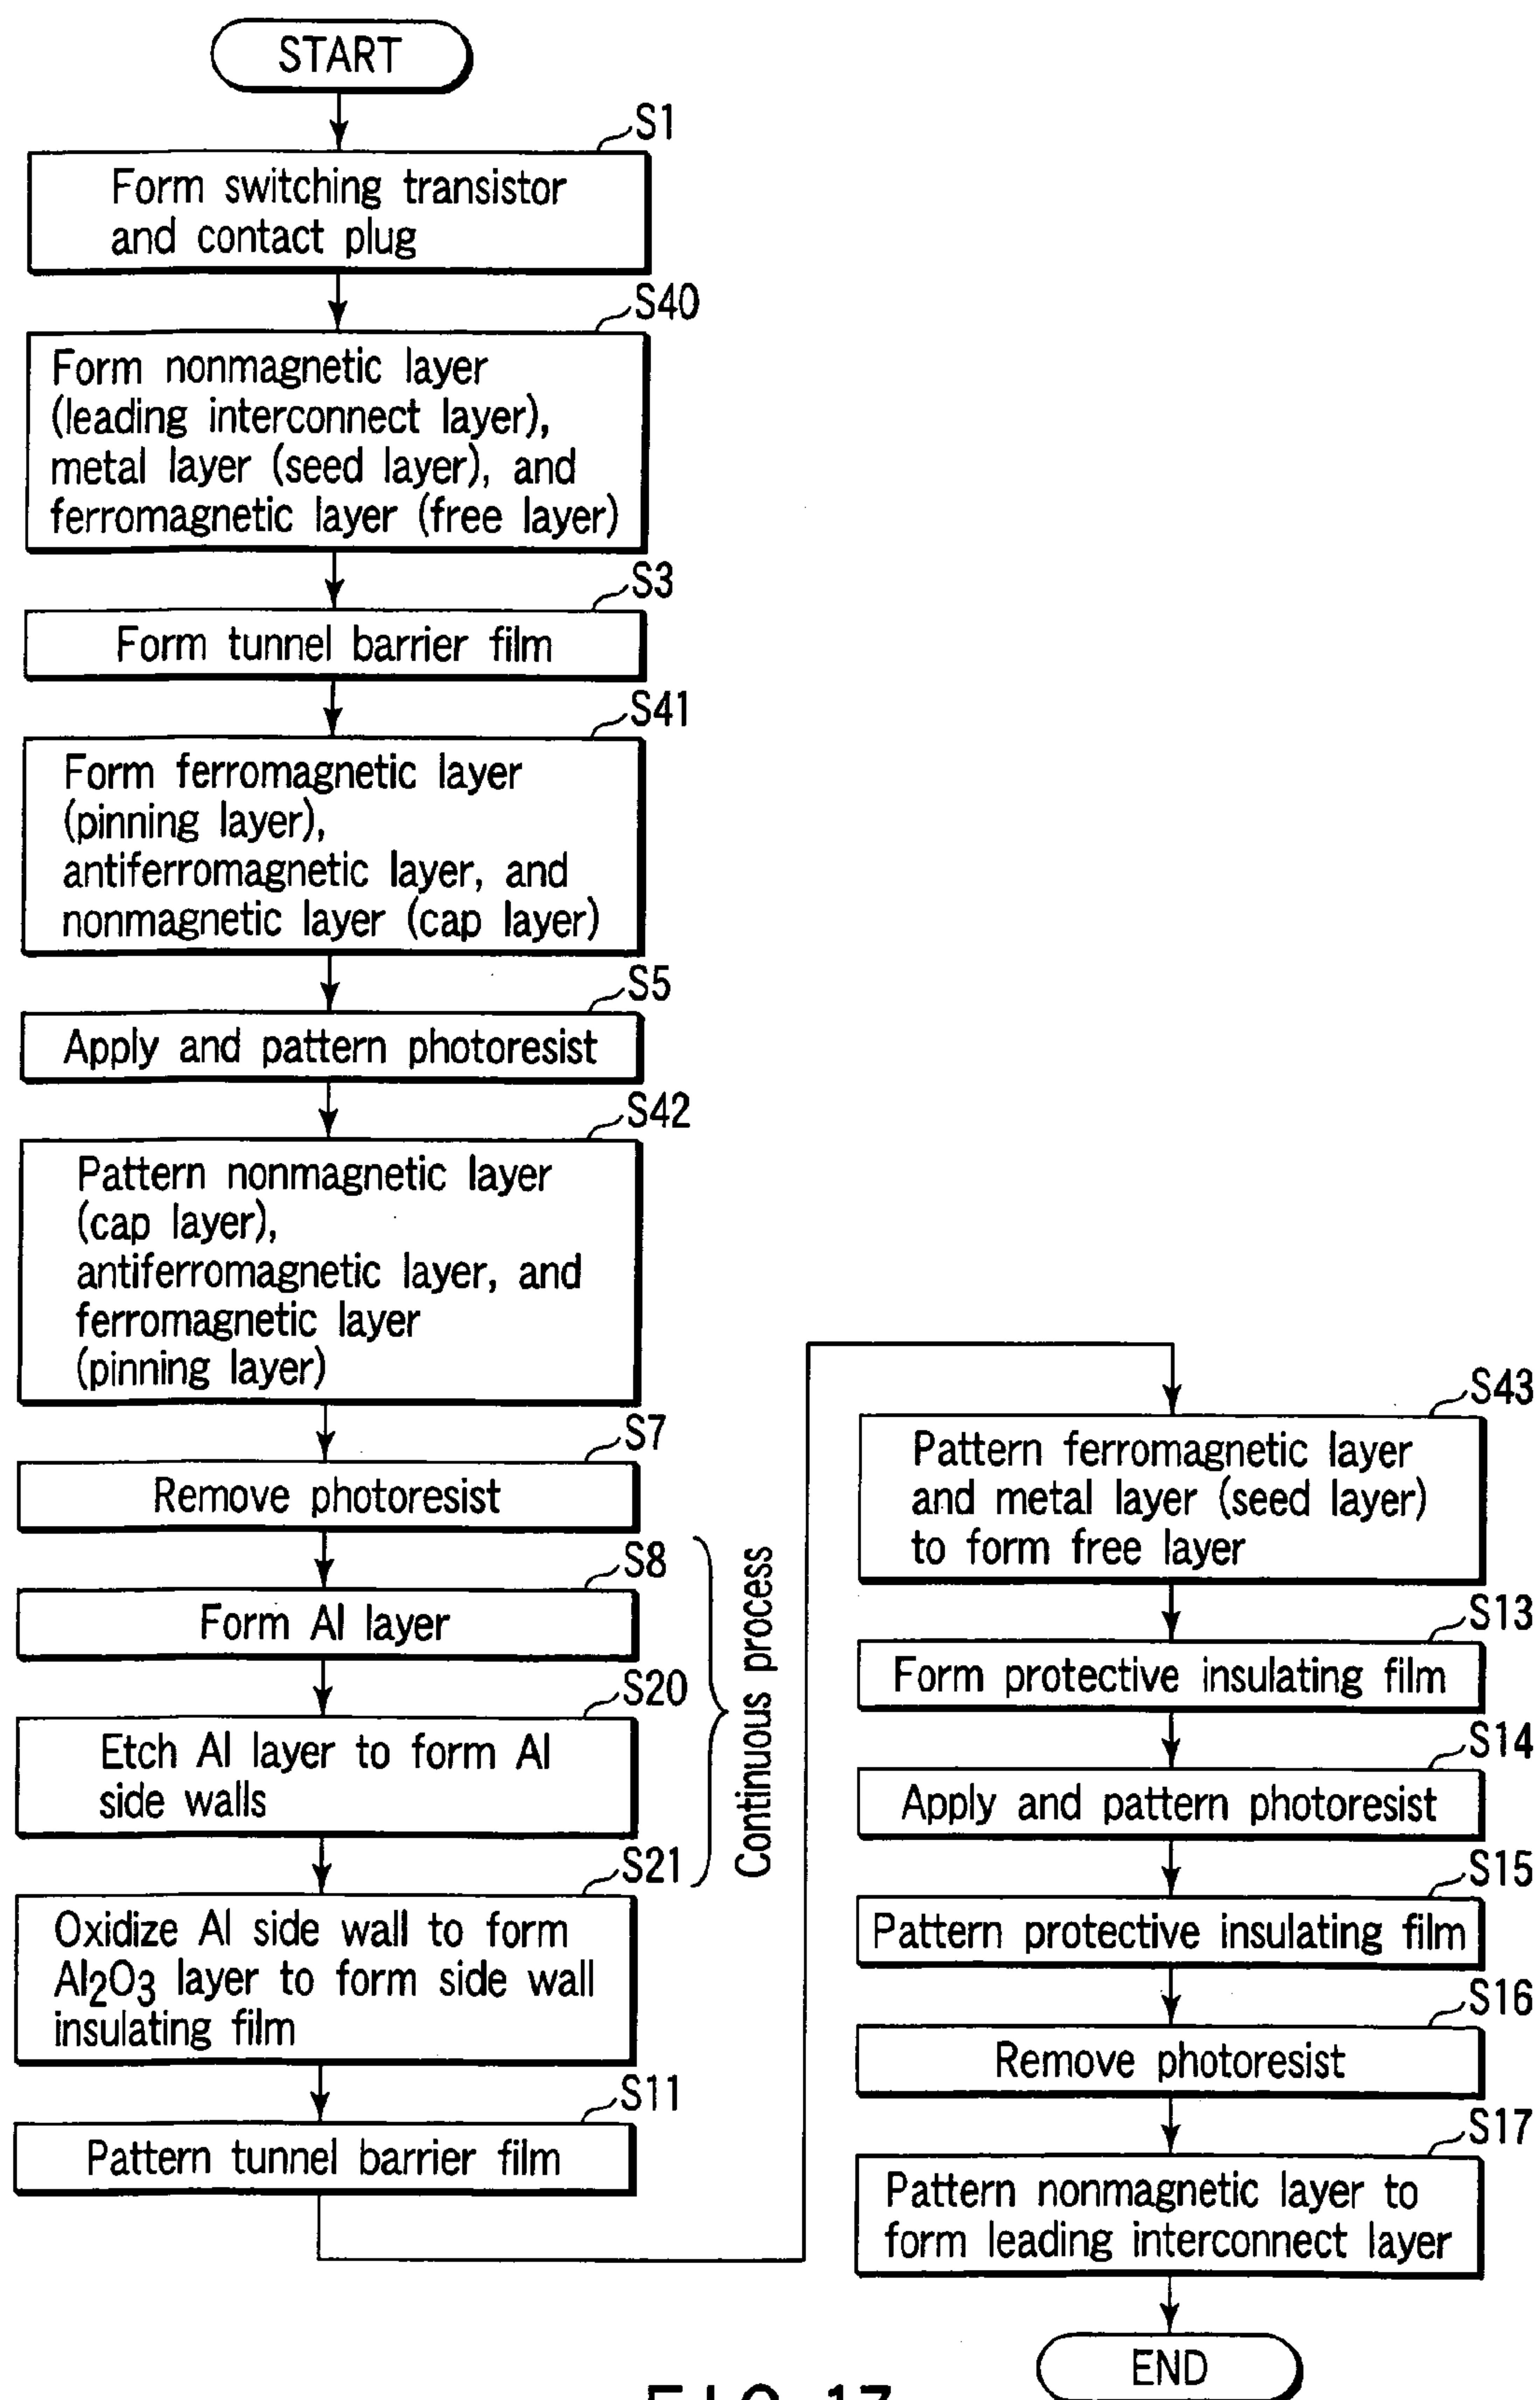 START
S1
Form switching transistor
and contact plug
S40
Form nonmagnetic layer
(leading interconnect layer),
metal layer (seed layer), and
ferromagnetic layer (free layer)
S3
Form tunnel barrier film
S41
Form ferromagnetic layer
(pinning layer),
antiferromagnetic layer, and
nonmagnetic layer (cap layer)
S5
Apply and pattern photoresist
S42
Pattern nonmagnetic layer
(cap layer),
antiferromagnetic layer, and
ferromagnetic layer
(pinning layer)
S7
Remove photoresist
S8
Form Al layer
S20
Etch Al layer to form Al
side walls
S21
Oxidize Al side wall to form
Al2O3 layer to form side wall
insulating film
Continuous process
S11
Pattern tunnel barrier film
S43
Pattern ferromagnetic layer
and metal layer (seed layer)
to form free layer
S13
Form protective insulating film
S14
Apply and pattern photoresist
S15
Pattern protective insulating film
S16
Remove photoresist
S17
Pattern nonmagnetic layer to
form leading interconnect layer
END